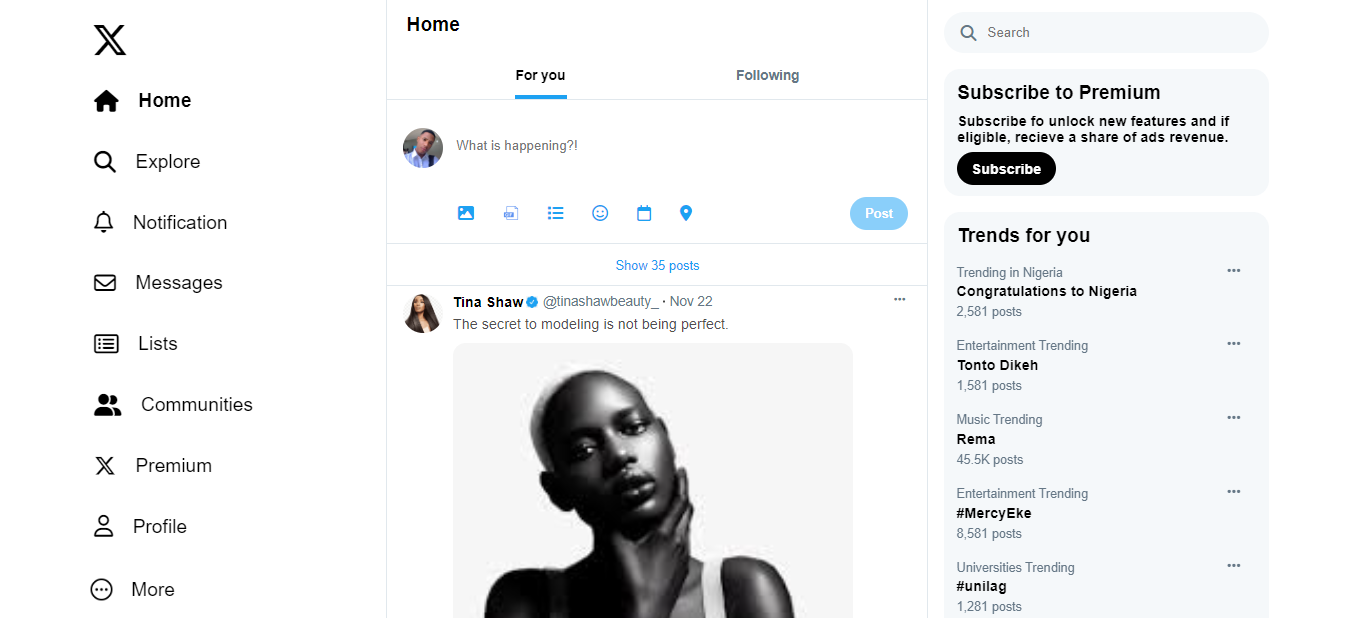 Home
Explore
Notification
Messages
Lists
Communities
Premium
Profile
More
Home
For you
Following
What is happening?!
GIF
Post
Show 35 posts
Tina Shaw @tinashawbeauty_ · Nov 22
The secret to modeling is not being perfect.
Search
Subscribe to Premium
Subscribe fo unlock new features and if
eligible, recieve a share of ads revenue.
Subscribe
Trends for you
Trending in Nigeria
Congratulations to Nigeria
2,581 posts
Entertainment Trending
Tonto Dikeh
1,581 posts
Music Trending
Rema
45.5K posts
Entertainment Trending
#MercyEke
8,581 posts
Universities Trending
#unilag
1,281 posts